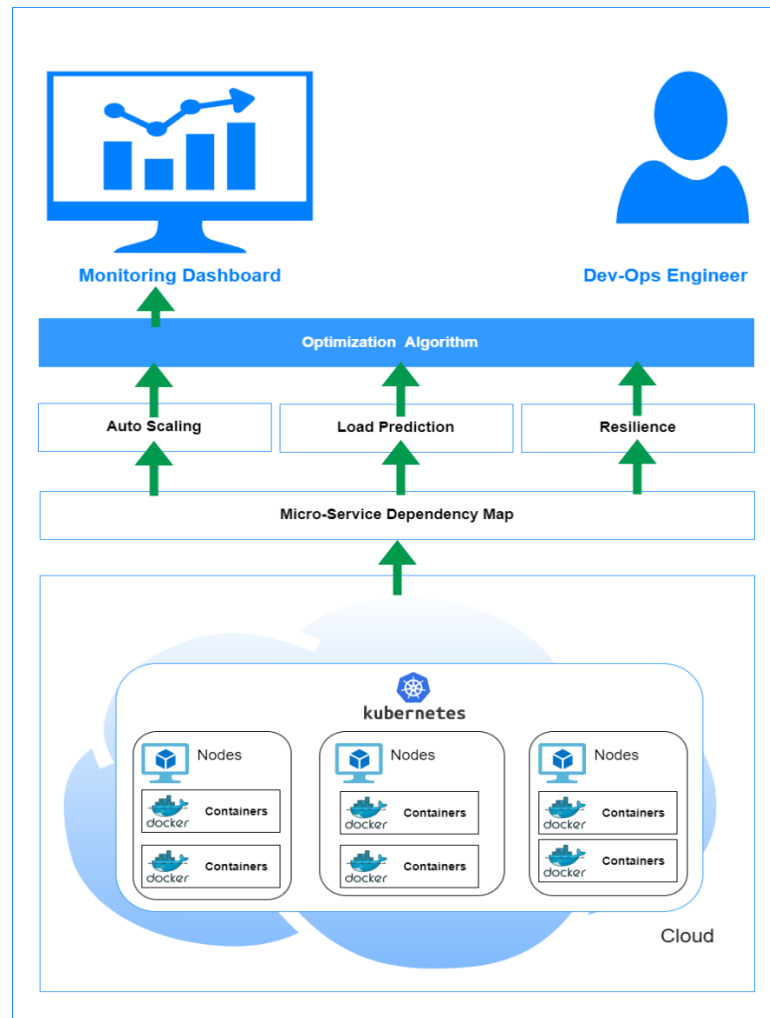 Monitoring Dashboard
Dev-Ops Engineer
Optimization Algorithm
Auto Scaling
Load Prediction
Resilience
Micro-Service Dependency Map
kubernetes
Nodes
Nodes
Nodes
docker Containers
docker Containers
docker Containers
docker Containers
docker Containers
docker Containers
Cloud